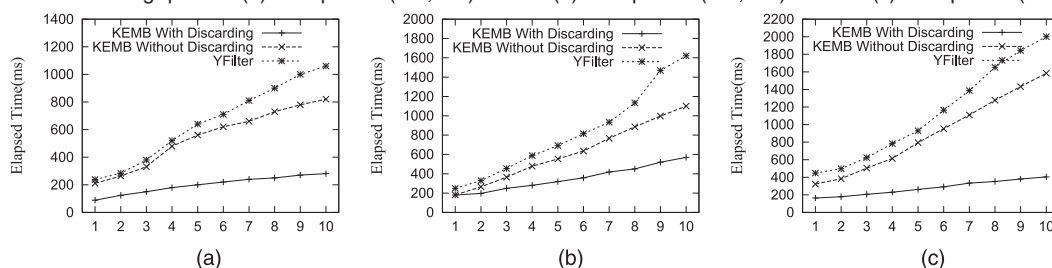 1400
1200
1000
800
600
400
200
0
Elapsed Time(ms)
KEMB With Discarding
KEMB Without Discarding
YFilter
1 2 3 4 5 6 7 8 9 10
(a)
2000
1800
1600
1400
1200
1000
800
600
400
200
0
Elapsed Time(ms)
KEMB With Discarding
KEMB Without Discarding
YFilter
1 2 3 4 5 6 7 8 9 10
(b)
2200
2000
1800
1600
1400
1200
1000
800
600
400
200
0
Elapsed Time(ms)
KEMB With Discarding
KEMB Without Discarding
YFilter
1 2 3 4 5 6 7 8 9 10
(c)